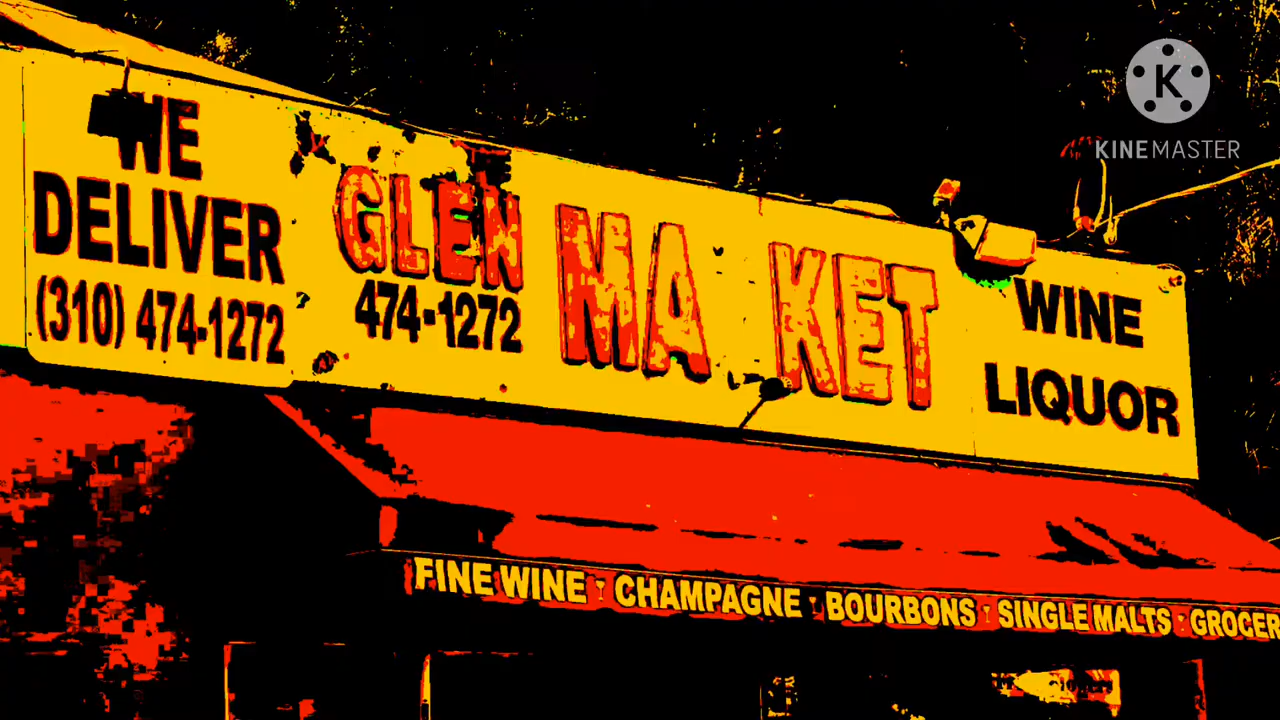 WE
DELIVER
(310) 474-1272
GLEN
474-1272
MA KET
WINE
LIQUOR
FINE WINE CHAMPAGNE BOURBONS SINGLE MALTS GROCER
K
KINEMASTER